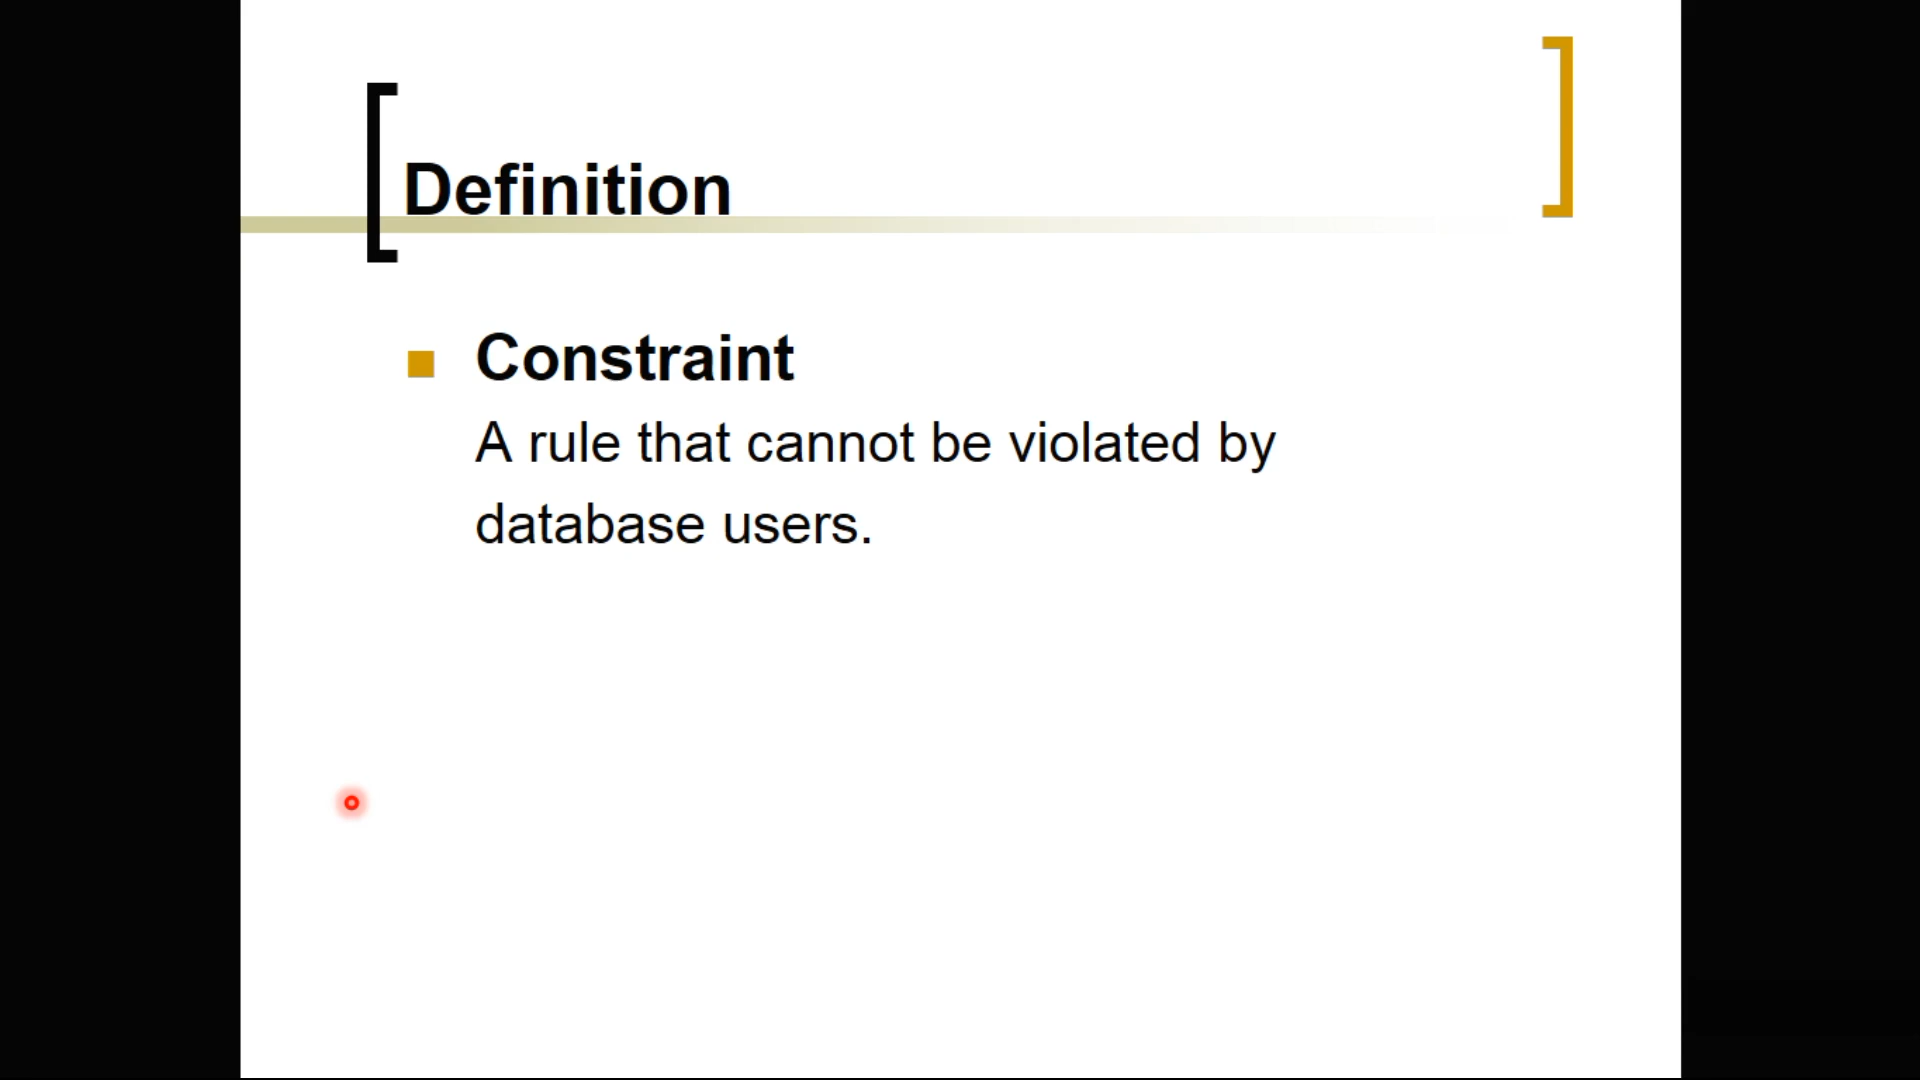 Definition
Constraint
A rule that cannot be violated by
database users.